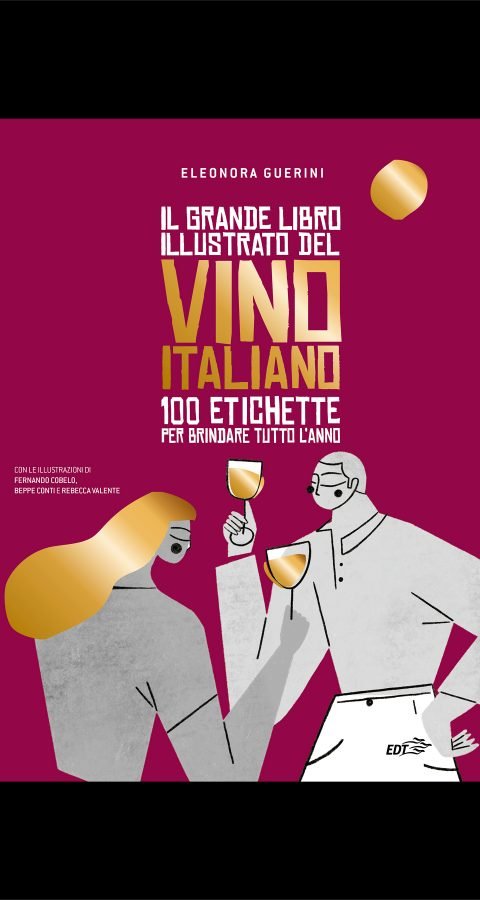 ELEONORA GUERINI
IL GRANDE LIBRO
ILLUSTRATO DEL
VINO
ITALIANO
100 ETICHETTE
PER BRINDARE TUTTO L'ANNO
CON LE ILLUSTRAZIONI DI
FERNANDO COBELO,
BEPPE CONTI E REBECCA VALENTE
EDT